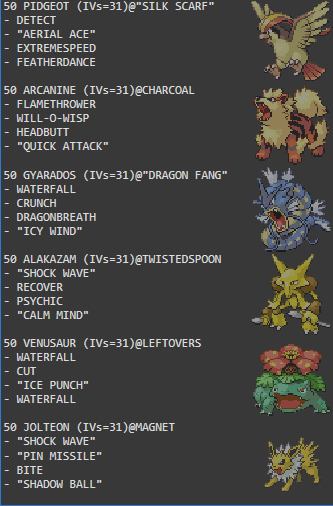 50 PIDGEOT (IVs=31)@"SILK SCARF"
- DETECT
- "AERIAL ACE"
- EXTREMESPEED
- FEATHERDANCE
50 ARCANINE (IVs=31)@CHARCOAL
- FLAMETHROWER
- WILL-O-WISP
- HEADBUTT
- "QUICK ATTACK"
50 GYARADOS (IVs=31)@"DRAGON FANG"
- WATERFALL
- CRUNCH
- DRAGONBREATH
- "ICY WIND"
50 ALAKAZAM (IVs=31)@TWISTEDSPOON
- "SHOCK WAVE"
- RECOVER
- PSYCHIC
- "CALM MIND"
50 VENUSAUR (IVs=31)@LEFTOVERS
- WATERFALL
- CUT
- "ICE PUNCH"
- WATERFALL
50 JOLTEON (IVs=31)@MAGNET
- "SHOCK WAVE"
- "PIN MISSILE"
- BITE
- "SHADOW BALL"